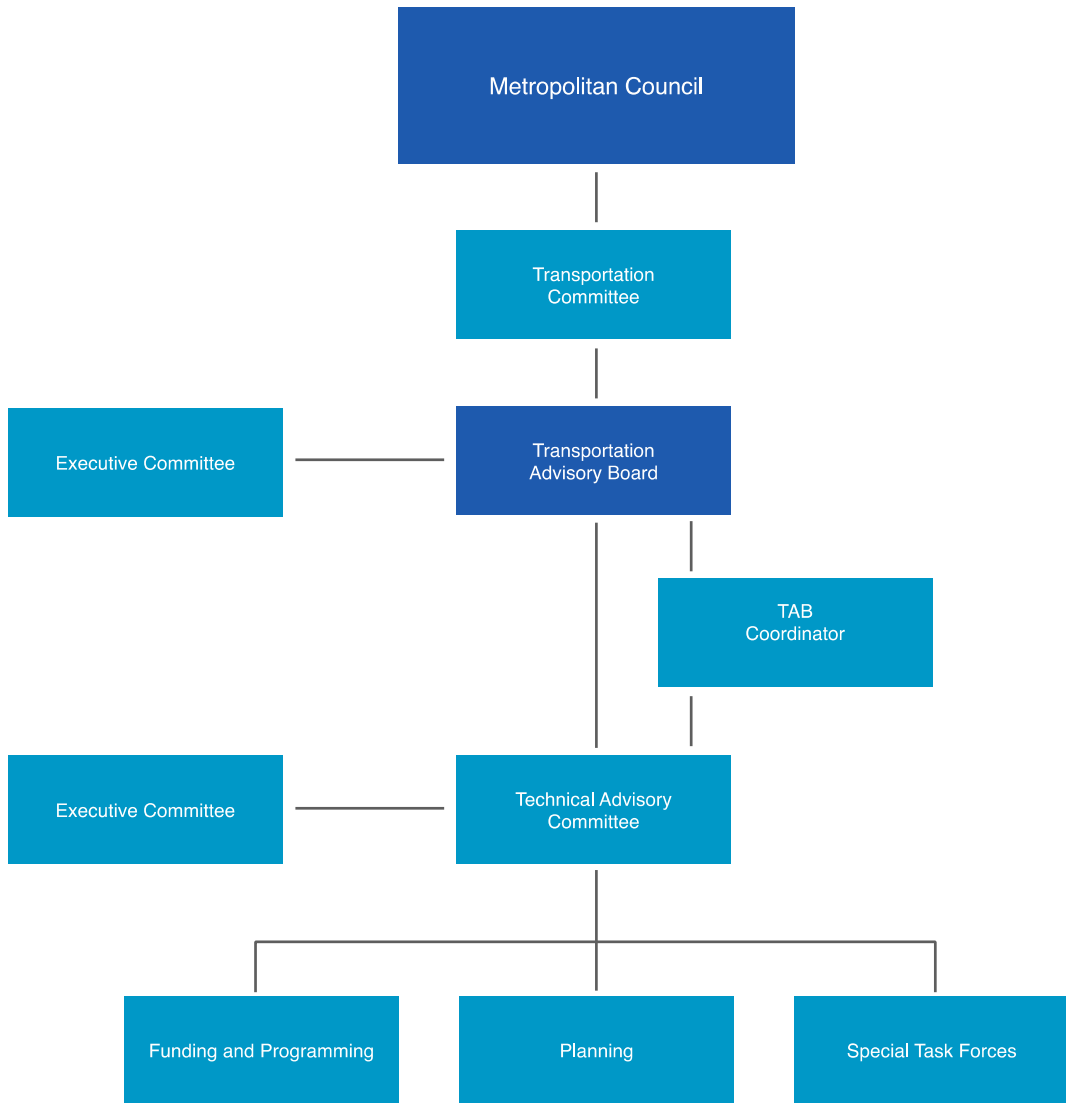 Metropolitan Council
Transportation
Committee
Executive Committee
Transportation
Advisory Board
TAB
Coordinator
Executive Committee
Technical Advisory
Committee
Funding and Programming
Planning
Special Task Forces